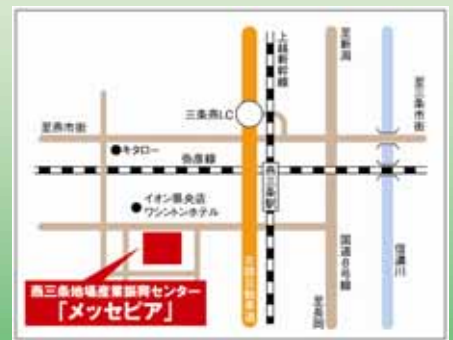 上越新幹線
至新潟
三条燕I.C
至燕市街
至三条市街
キタロー
弥彦線
燕三条駅
イオン県央店
ワシントンホテル
北陸自動車道
国道8号線
信濃川
至長岡
燕三条地場産業振興センター
「メッセピア」